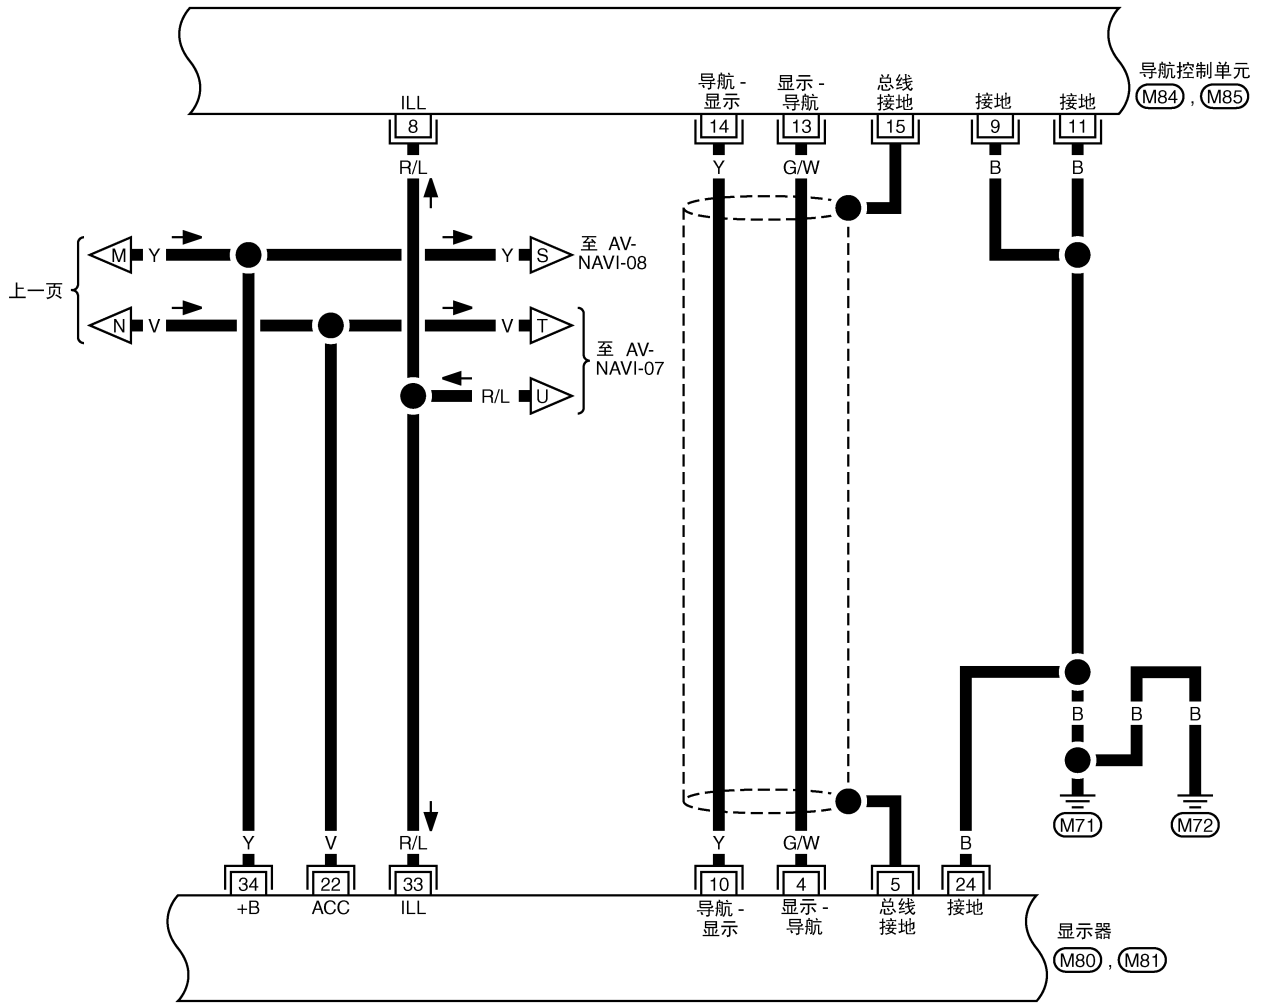 导航控制单元
M84 , M85
ILL
导航 -
显示
显示 -
导航
总线
接地
接地
接地
8
14
13
15
9
11
R/L
Y
G/W
B
B
上一页
M
Y
Y
S
至 AV-
NAVI-08
N
V
V
T
至 AV-
NAVI-07
R/L
U
B
B
B
M71
M72
Y
V
R/L
Y
G/W
B
34
22
33
10
4
5
24
+B
ACC
ILL
导航 -
显示
显示 -
导航
总线
接地
接地
显示器
M80 , M81